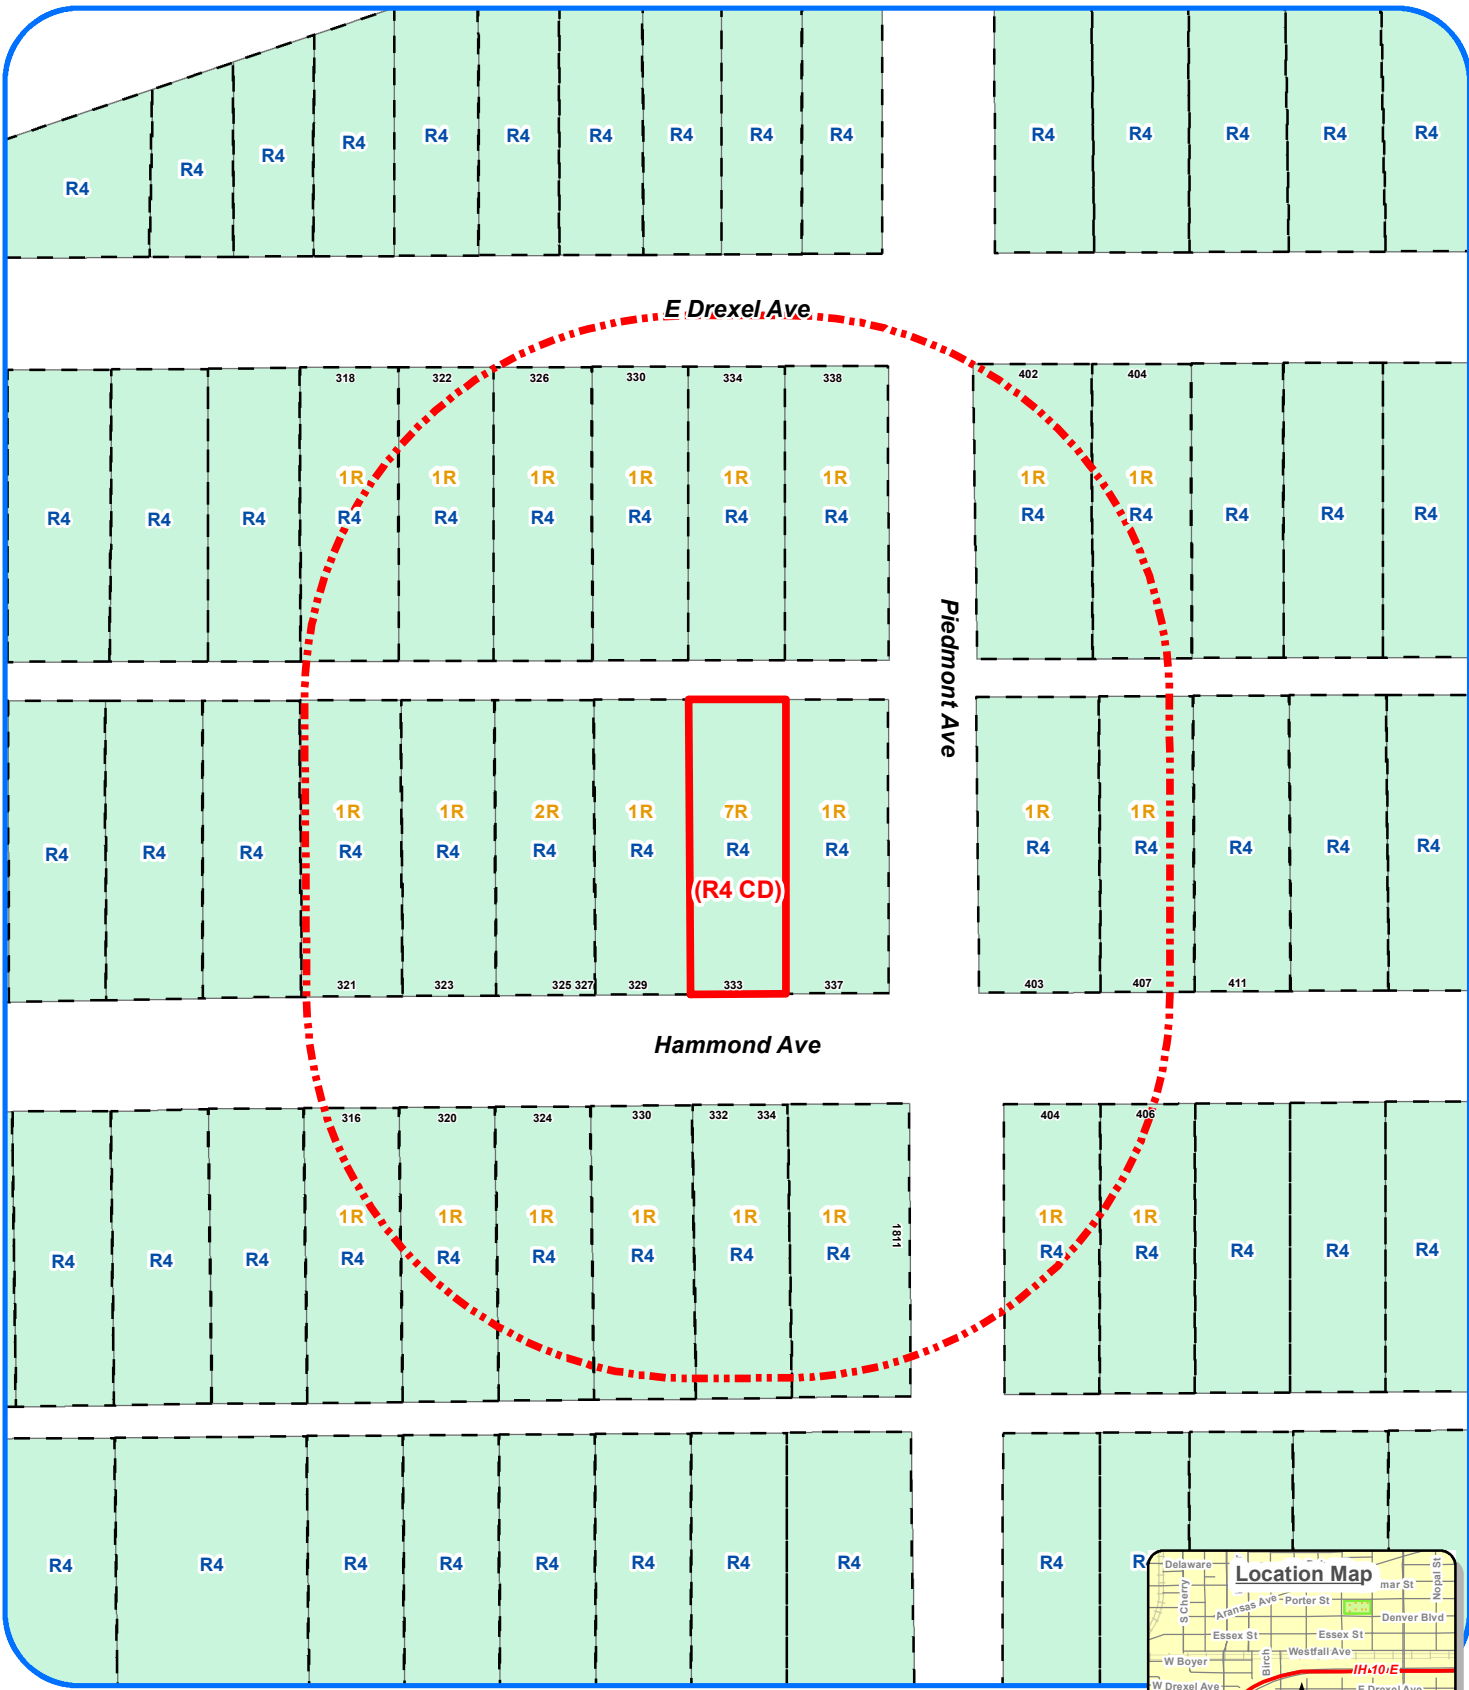 R4 R4 R4 R4 R4 R4 R4 R4 R4 R4 R4 R4 R4 R4 R4
E Drexel Ave
318 322 326 330 334 338 402 404
1R 1R 1R 1R 1R 1R 1R 1R
R4 R4 R4 R4 R4 R4 R4 R4 R4 R4 R4 R4 R4 R4
Piedmont Ave
1R 1R 2R 1R 7R 1R 1R 1R
R4 R4 R4 R4 R4 R4 R4 R4 R4 R4 R4 R4 R4 R4
(R4 CD)
321 323 325 327 329 333 337 403 407 411
Hammond Ave
316 320 324 330 332 334 404 406
1R 1R 1R 1R 1R 1R 1R 1R
1811
R4 R4 R4 R4 R4 R4 R4 R4 R4 R4 R4 R4 R4 R4
R4 R4 R4 R4 R4 R4 R4 R4 R4
Location Map
Delaware
S Cherry
Nopal St
mar St
Aransas Ave
Porter St
Denver Blvd
Essex St
Essex St
Westfall Ave
W Boyer
Birch
IH 10 E
W Drexel Ave
E Drexel Ave